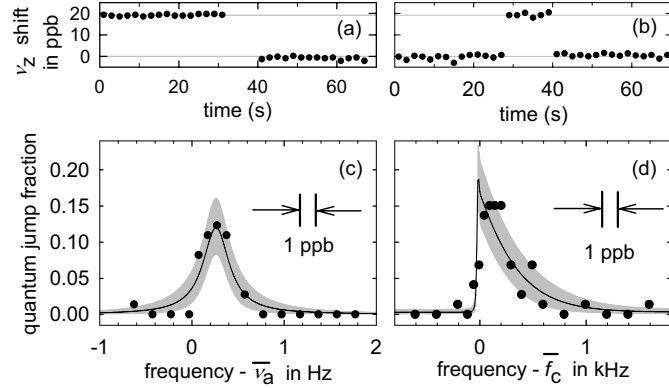 ν_z shift
in ppb
20
10
0
(a)
(b)
0 20 40 60
0 20 40 60
time (s)
time (s)
quantum jump fraction
0.20
0.15
0.10
0.05
0.00
(c)
(d)
1 ppb
1 ppb
-1 0 1 2
0 1
frequency - ν̅_a in Hz
frequency - f̅_c in kHz